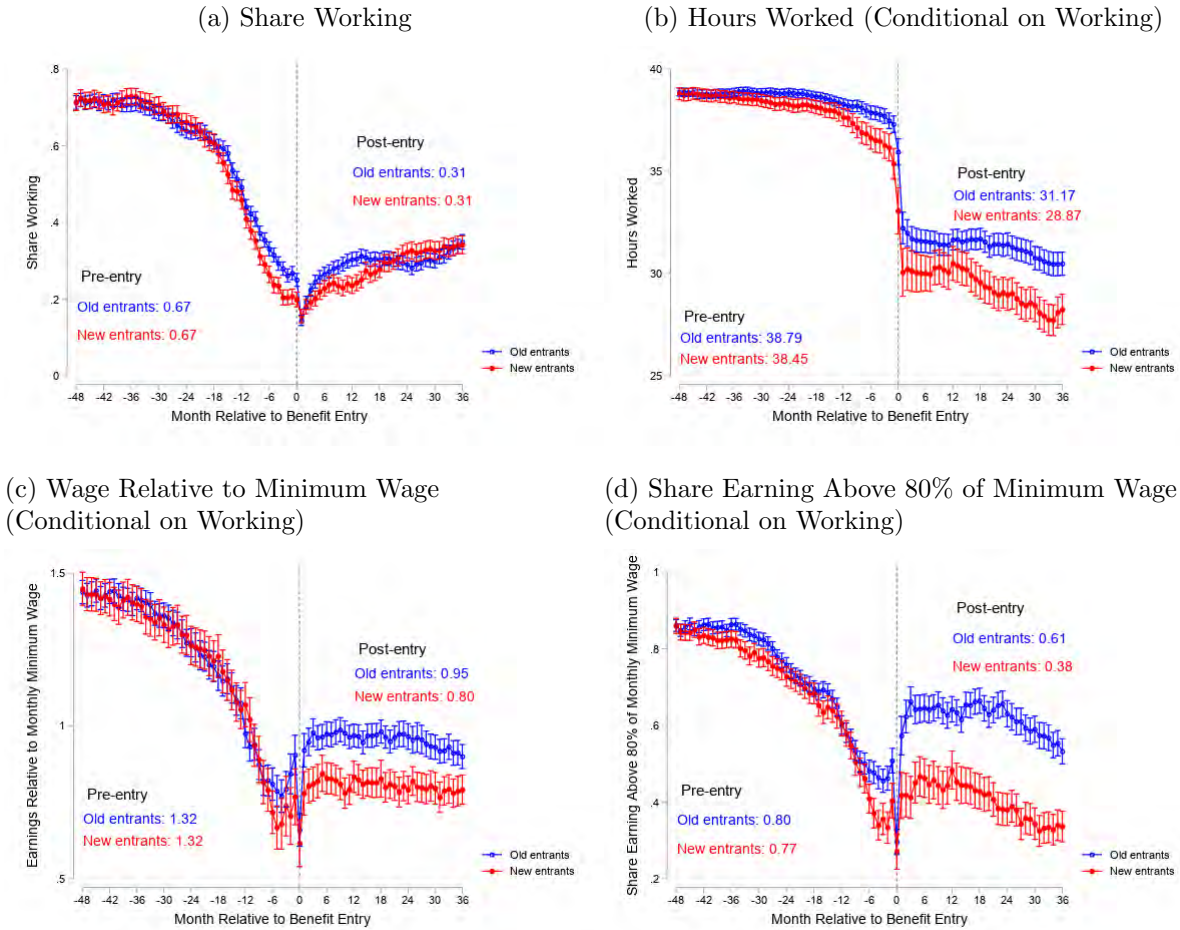 (a) Share Working
.8
.6
.4
.2
0
Share Working
Post-entry
Old entrants: 0.31
New entrants: 0.31
Pre-entry
Old entrants: 0.67
New entrants: 0.67
Old entrants
New entrants
-48 -42 -36 -30 -24 -18 -12 -6 0 6 12 18 24 30 36
Month Relative to Benefit Entry
(b) Hours Worked (Conditional on Working)
40
35
30
25
Hours Worked
Post-entry
Old entrants: 31.17
New entrants: 28.87
Pre-entry
Old entrants: 38.79
New entrants: 38.45
Old entrants
New entrants
-48 -42 -36 -30 -24 -18 -12 -6 0 6 12 18 24 30 36
Month Relative to Benefit Entry
(c) Wage Relative to Minimum Wage
(Conditional on Working)
1.5
1
.5
Earnings Relative to Monthly Minimum Wage
Post-entry
Old entrants: 0.95
New entrants: 0.80
Pre-entry
Old entrants: 1.32
New entrants: 1.32
Old entrants
New entrants
-48 -42 -36 -30 -24 -18 -12 -6 0 6 12 18 24 30 36
Month Relative to Benefit Entry
(d) Share Earning Above 80% of Minimum Wage
(Conditional on Working)
1
.8
.6
.4
.2
Share Earning Above 80% of Monthly Minimum Wage
Post-entry
Old entrants: 0.61
New entrants: 0.38
Pre-entry
Old entrants: 0.80
New entrants: 0.77
Old entrants
New entrants
-48 -42 -36 -30 -24 -18 -12 -6 0 6 12 18 24 30 36
Month Relative to Benefit Entry